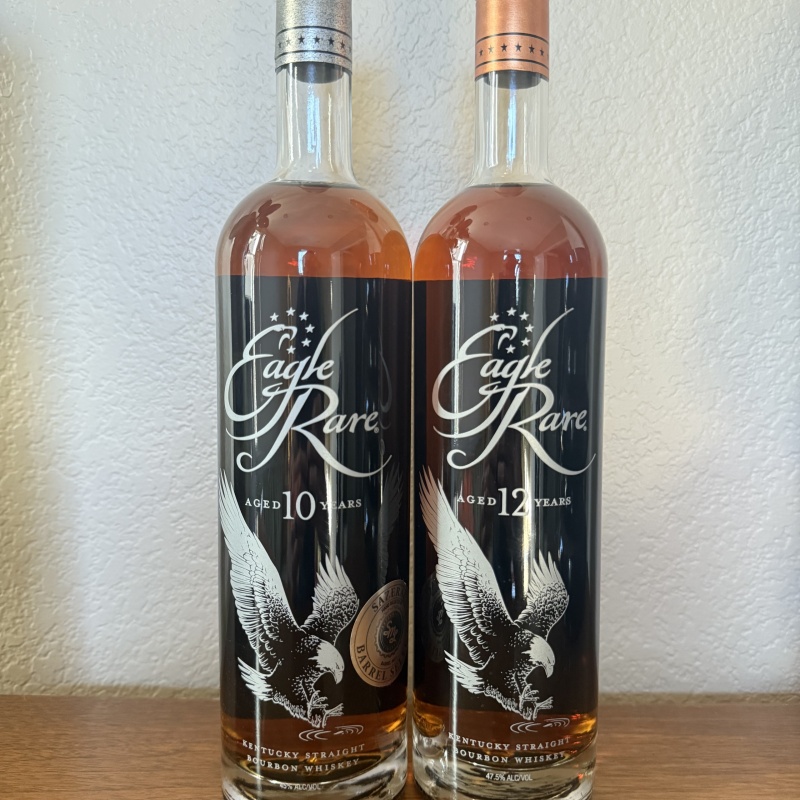 Eagle
Rare
AGED 10 YEARS
BARREL
KENTUCKY STRAIGHT
BOURBON WHISKEY
45% ALC/VOL
Eagle
Rare
AGED 12 YEARS
KENTUCKY STRAIGHT
BOURBON WHISKEY
47.5% ALC/VOL